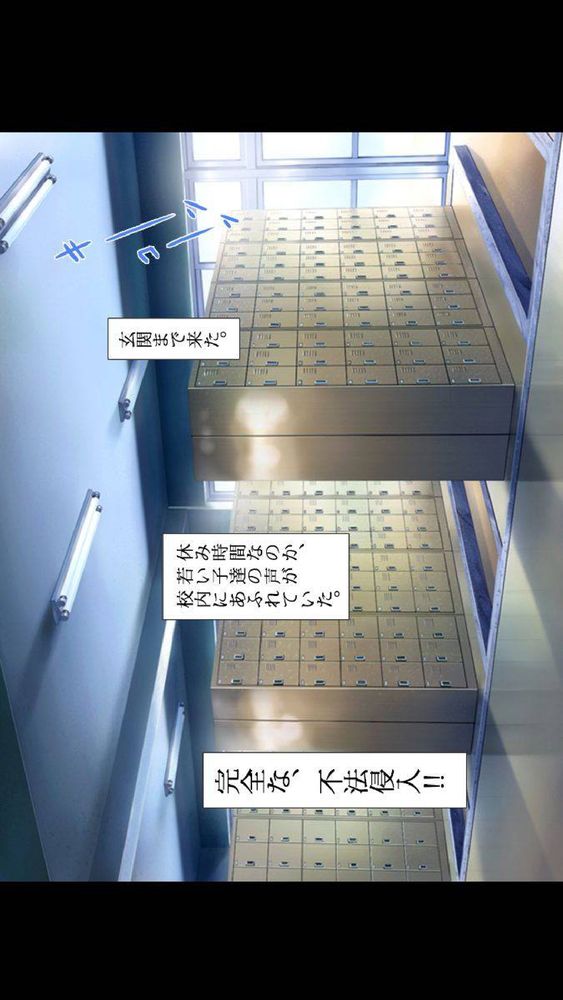 キーン
コーン
玄関まで来た。
休み時間なのか、
若い子達の声が
校内にあふれていた。
完全な、不法侵入!!